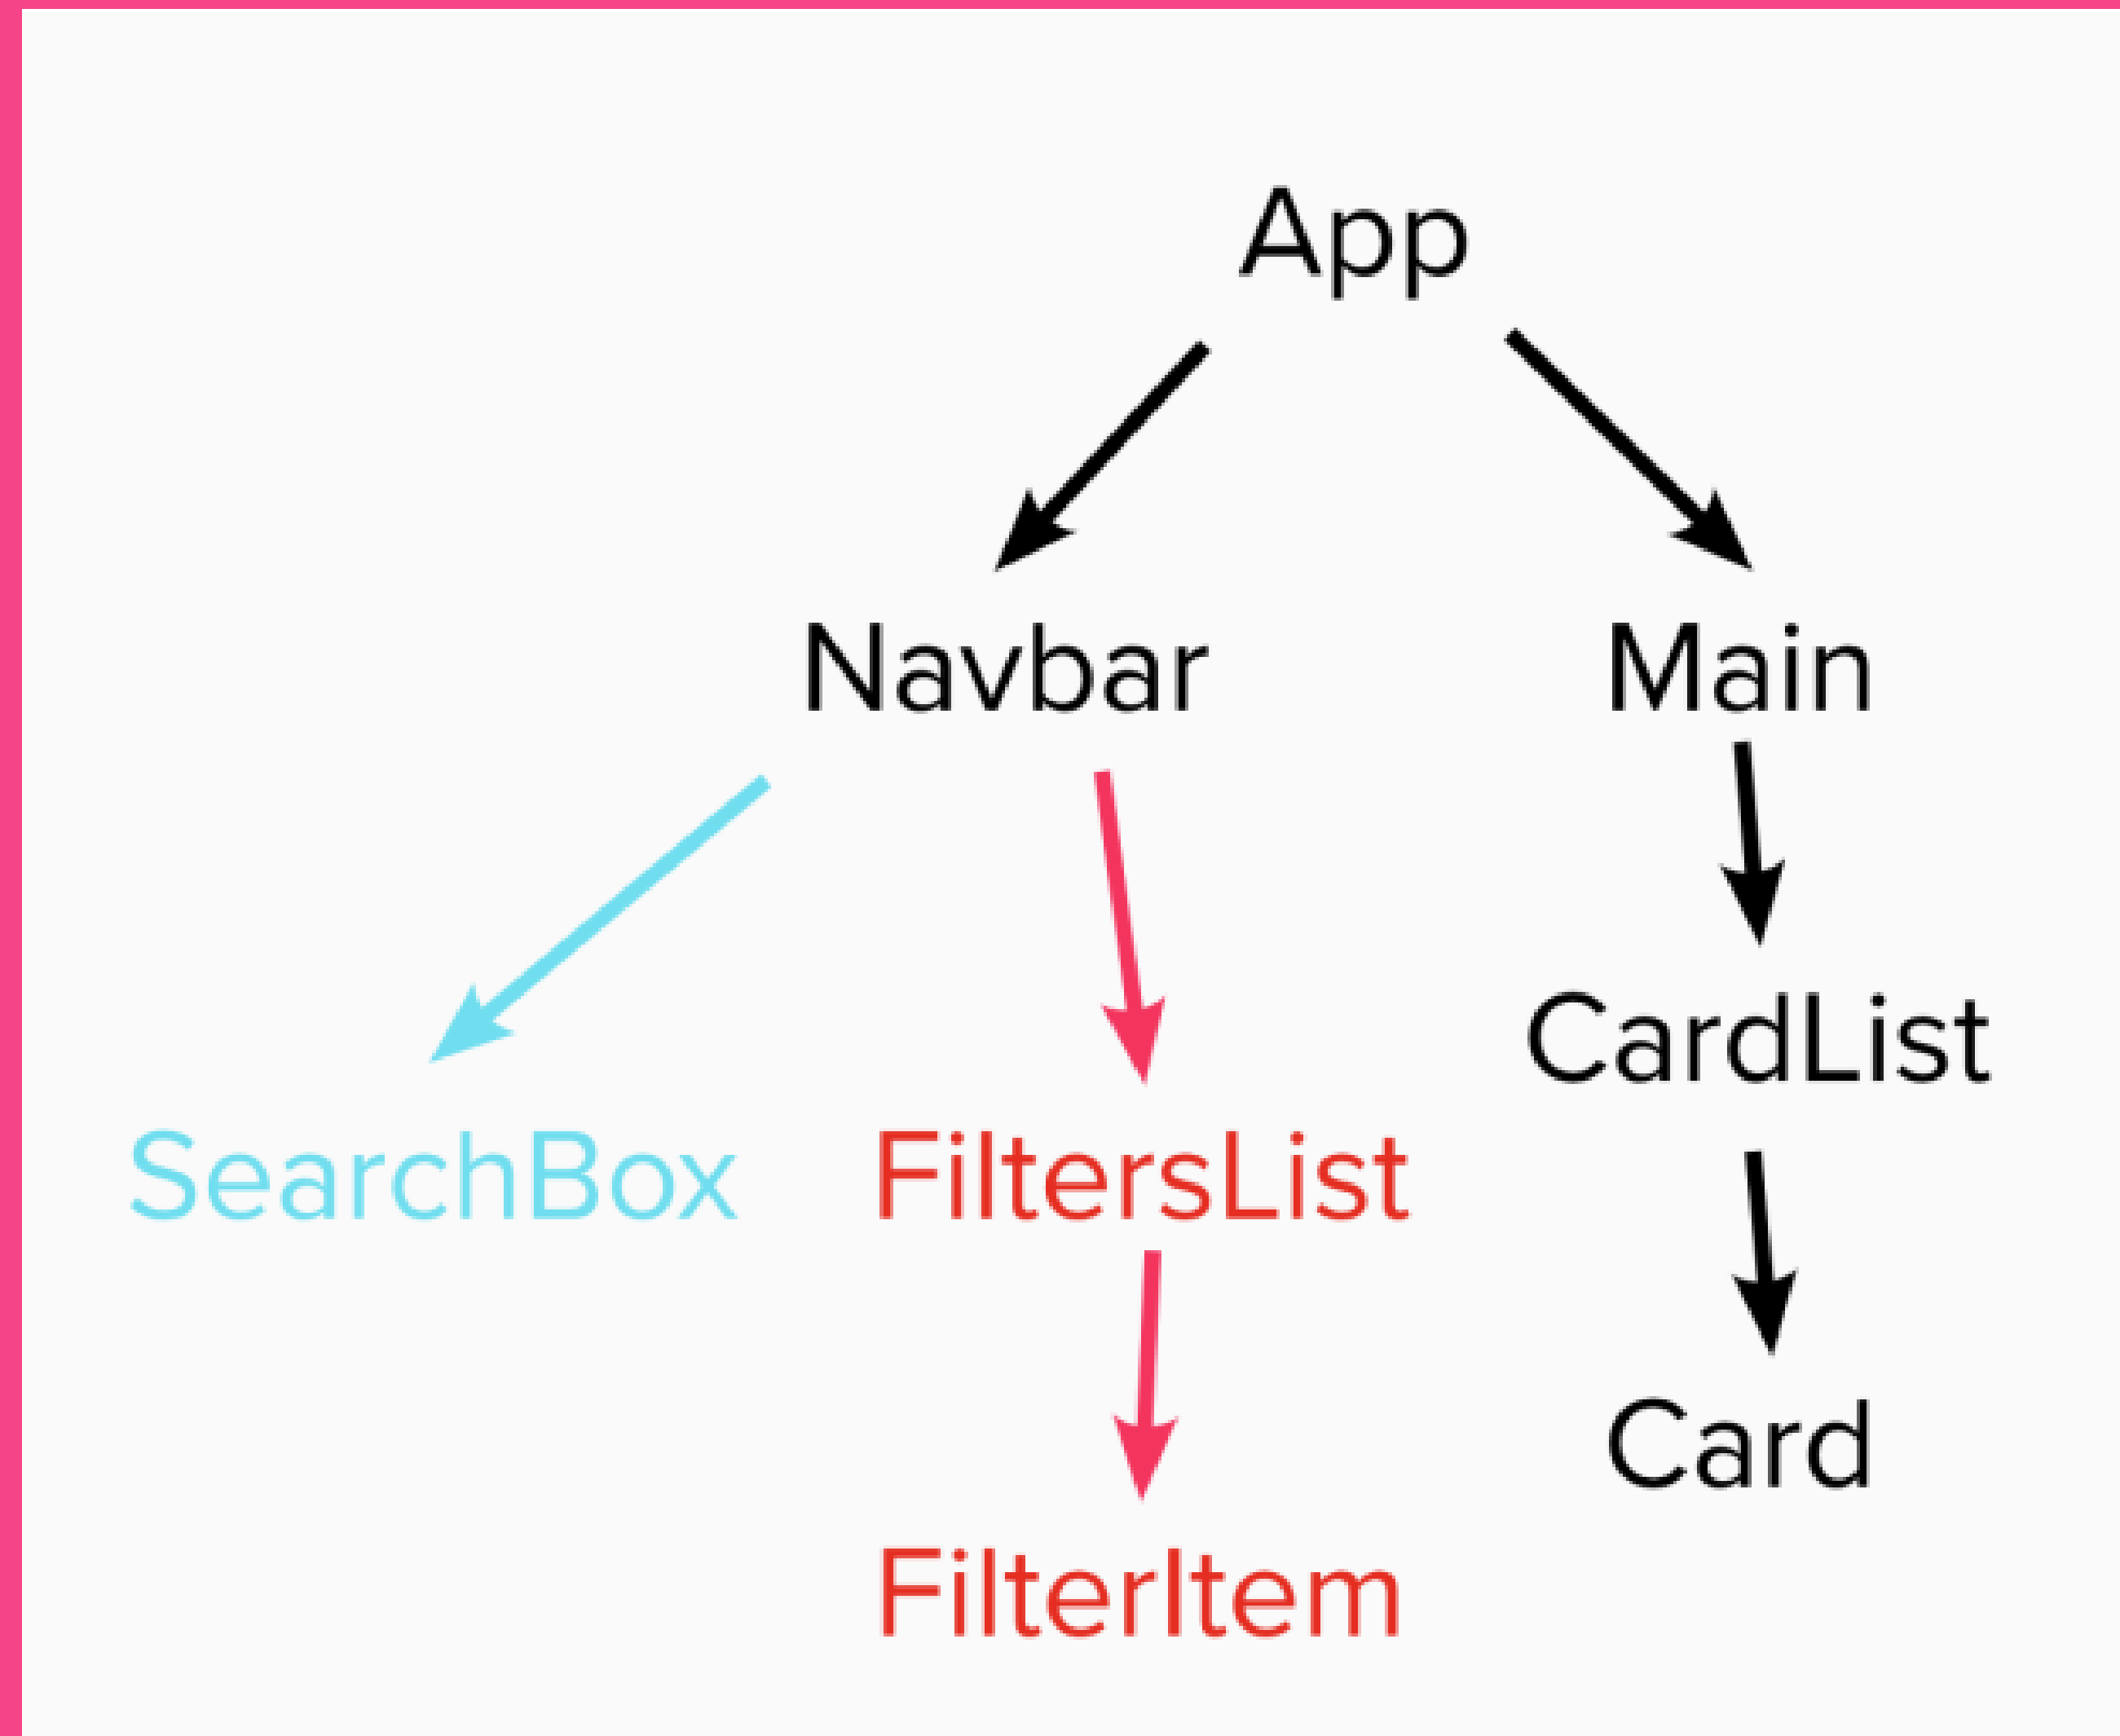 App
Navbar
Main
CardList
SearchBox
FiltersList
Card
FilterItem